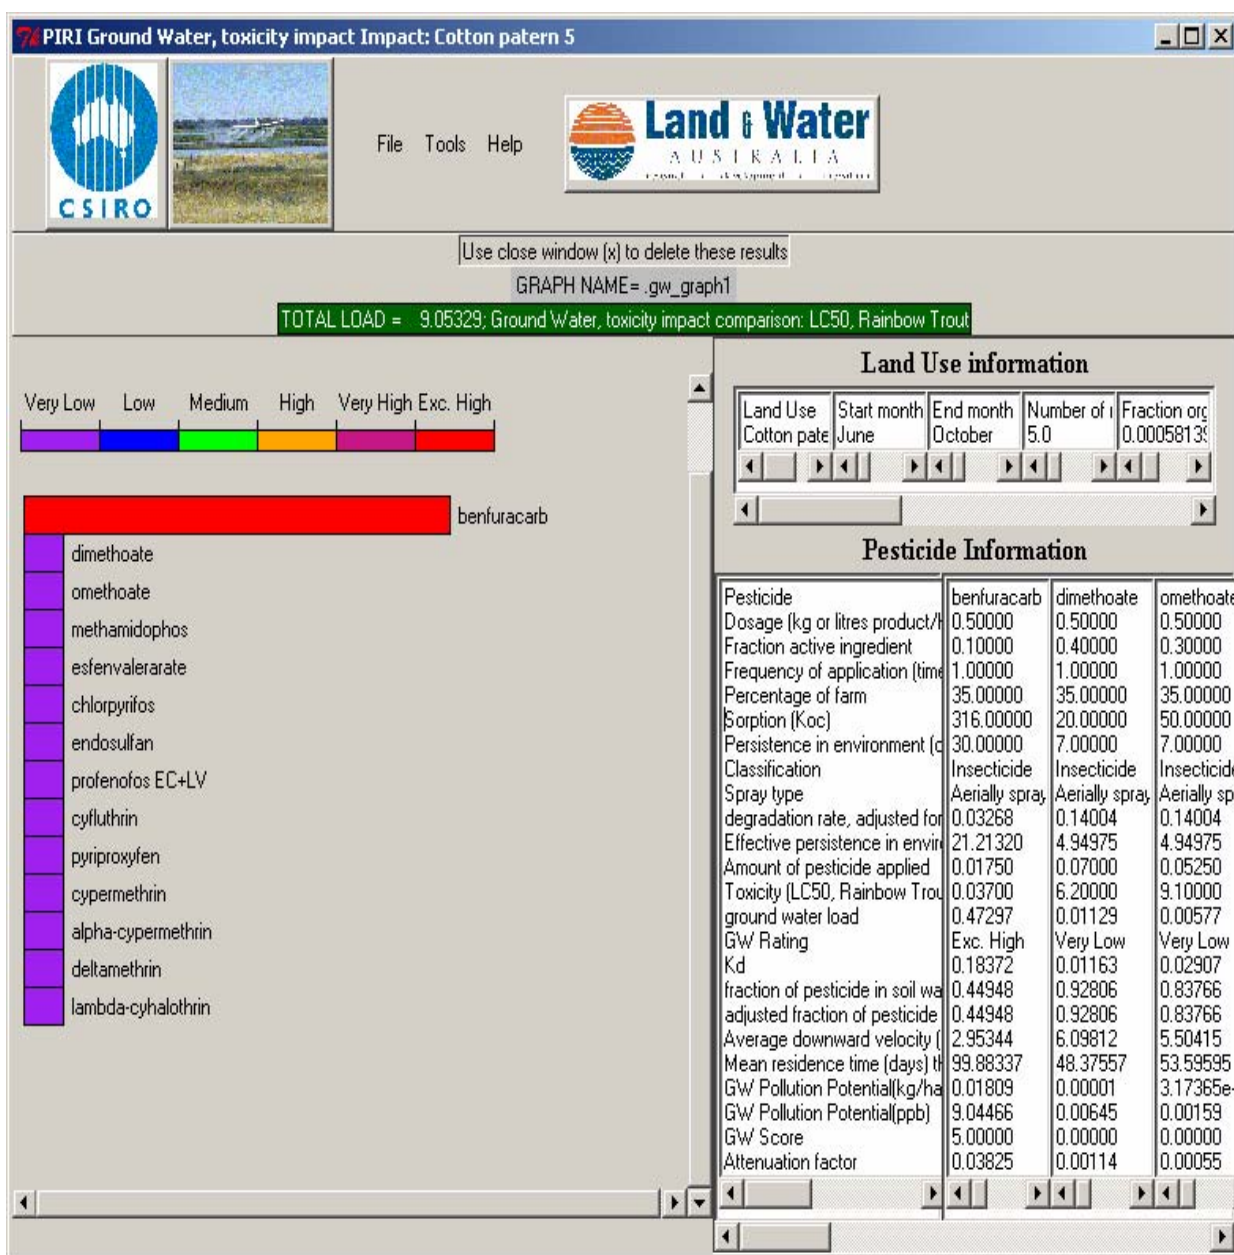 PIRI Ground Water, toxicity impact Impact: Cotton patern 5
CSIRO
File Tools Help
Land & Water
AUSTRALIA
Use close window (x) to delete these results
GRAPH NAME= .gw_graph1
TOTAL LOAD = 9.05329; Ground Water, toxicity impact comparison: LC50, Rainbow Trout
Very Low Low Medium High Very High Exc. High
benfuracarb
dimethoate
omethoate
methamidophos
esfenvalerarate
chlorpyrifos
endosulfan
profenofos EC+LV
cyfluthrin
pyriproxyfen
cypermethrin
alpha-cypermethrin
deltamethrin
lambda-cyhalothrin
Land Use information
Land Use Start month End month Number of Fraction org
Cotton pate June October 5.0 0.00058139
Pesticide Information
Pesticide benfuracarb dimethoate omethoate
Dosage (kg or litres product/h 0.50000 0.50000 0.50000
Fraction active ingredient 0.10000 0.40000 0.30000
Frequency of application (time 1.00000 1.00000 1.00000
Percentage of farm 35.00000 35.00000 35.00000
Sorption (Koc) 316.00000 20.00000 50.00000
Persistence in environment (d 30.00000 7.00000 7.00000
Classification Insecticide Insecticide Insecticide
Spray type Aerially spray Aerially spray Aerially sp
degradation rate, adjusted for 0.03268 0.14004 0.14004
Effective persistence in envir 21.21320 4.94975 4.94975
Amount of pesticide applied 0.01750 0.07000 0.05250
Toxicity (LC50, Rainbow Trou 0.03700 6.20000 9.10000
ground water load 0.47297 0.01129 0.00577
GW Rating Exc. High Very Low Very Low
Kd 0.18372 0.01163 0.02907
fraction of pesticide in soil wa 0.44948 0.92806 0.83766
adjusted fraction of pesticide 0.44948 0.92806 0.83766
Average downward velocity ( 2.95344 6.09812 5.50415
Mean residence time (days) th 99.88337 48.37557 53.59595
GW Pollution Potential(kg/ha 0.01809 0.00001 3.17365e-
GW Pollution Potential(ppb) 9.04466 0.00645 0.00159
GW Score 5.00000 0.00000 0.00000
Attenuation factor 0.03825 0.00114 0.00055